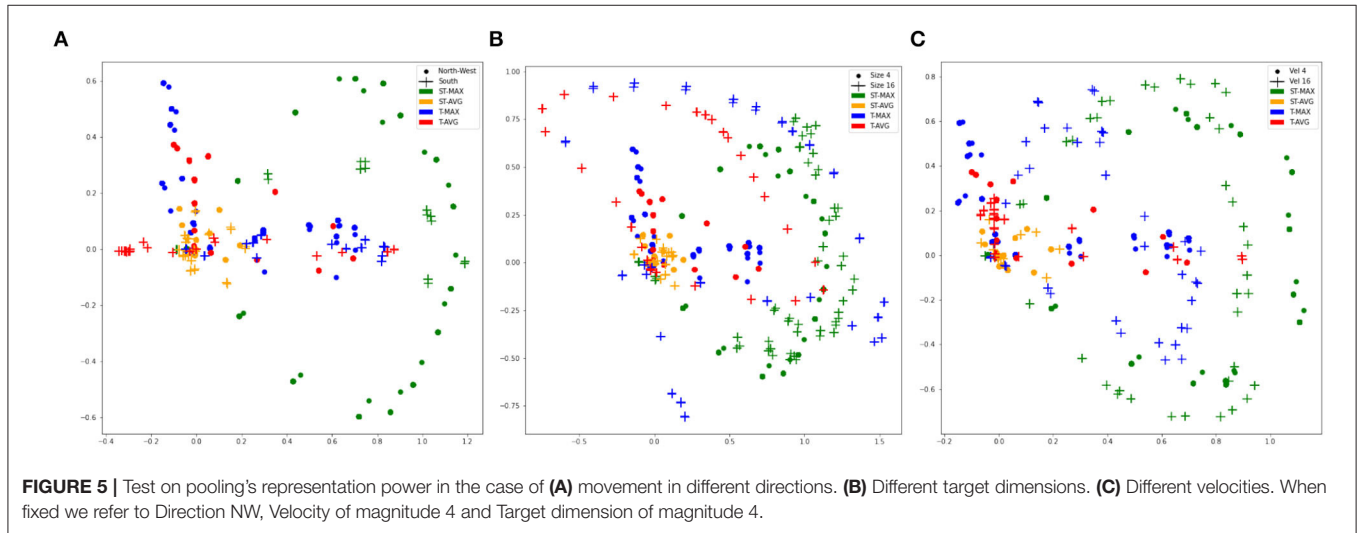 A
North-West
South
ST-MAX
ST-AVG
T-MAX
T-AVG
0.6
0.4
0.2
0.0
−0.2
−0.4
−0.6
−0.4 −0.2 0.0 0.2 0.4 0.6 0.8 1.0 1.2
B
Size 4
Size 16
ST-MAX
ST-AVG
T-MAX
T-AVG
1.00
0.75
0.50
0.25
0.00
−0.25
−0.50
−0.75
−0.5 0.0 0.5 1.0 1.5
C
Vel 4
Vel 16
ST-MAX
ST-AVG
T-MAX
T-AVG
0.8
0.6
0.4
0.2
0.0
−0.2
−0.4
−0.6
−0.2 0.0 0.2 0.4 0.6 0.8 1.0
FIGURE 5 | Test on pooling's representation power in the case of (A) movement in different directions. (B) Different target dimensions. (C) Different velocities. When
fixed we refer to Direction NW, Velocity of magnitude 4 and Target dimension of magnitude 4.